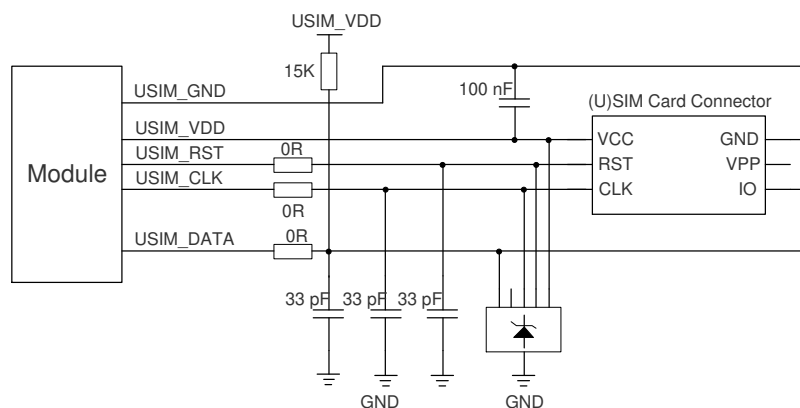 USIM_VDD
15K
USIM_GND
100 nF
(U)SIM Card Connector
USIM_VDD
VCC
GND
USIM_RST
0R
RST
VPP
Module
USIM_CLK
CLK
IO
0R
USIM_DATA
0R
33 pF
33 pF
33 pF
GND
GND